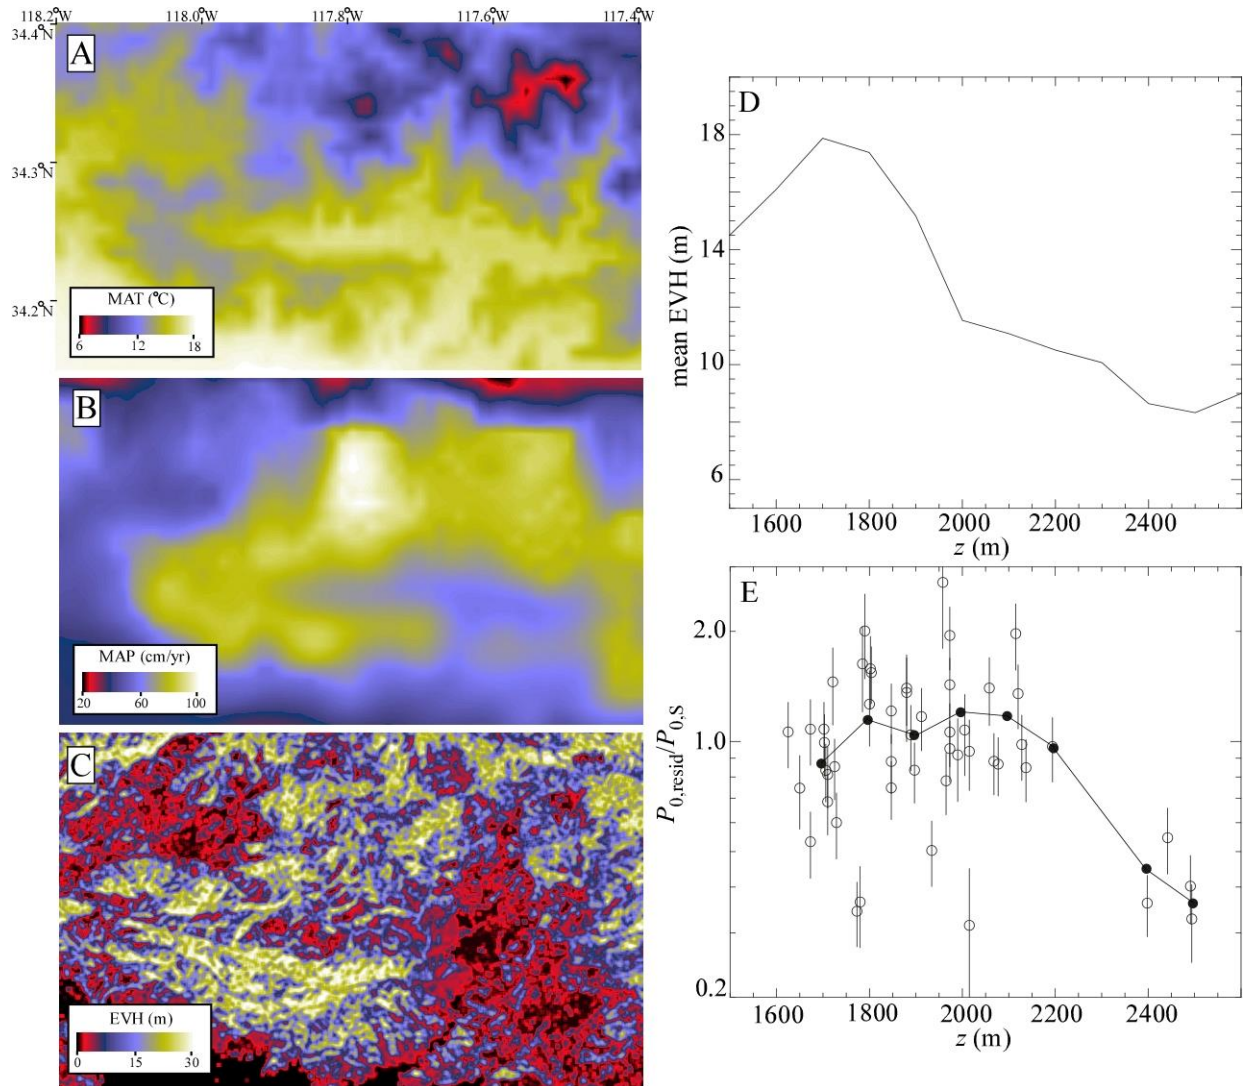 118.2°W 118.0°W 117.8°W 117.6°W 117.4°W
34.4°N
A
34.3°N
34.2°N
MAT (°C)
6 12 18
B
MAP (cm/yr)
20 60 100
C
EVH (m)
0 15 30
D
18
14
10
6
mean EVH (m)
1600 1800 2000 2200 2400
z (m)
E
2.0
1.0
0.2
P0,resid/P0,S
1600 1800 2000 2200 2400
z (m)